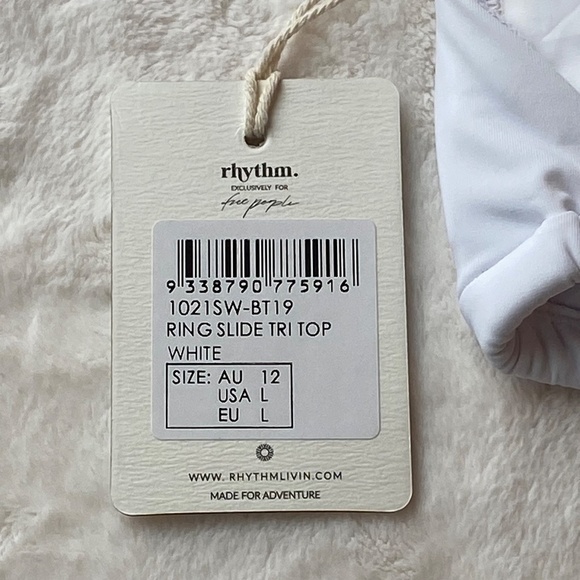 rhythm.
EXCLUSIVELY FOR
free people
9 338790 775916
1021SW-BT19
RING SLIDE TRI TOP
WHITE
SIZE: AU 12
USA L
EU L
WWW. RHYTHMLIVIN.COM
MADE FOR ADVENTURE